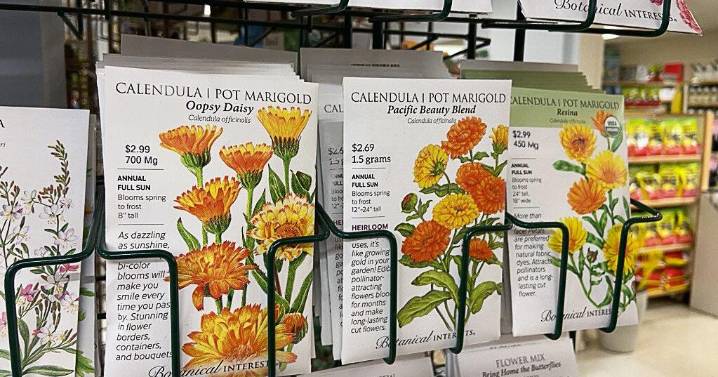 Botanical INTERESTS
CALENDULA | POT MARIGOLD
Oopsy Daisy
Calendula officinalis
$2.99
700 Mg
ANNUAL
FULL SUN
Blooms spring
to frost
8" tall
As dazzling
as sunshine,
bi-color
blooms will
make you
smile every
time you pass
by. Stunning
in flower
borders,
containers,
and bouquets
Botanical INTERES
CALENDULA | POT MARIGOLD
Pacific Beauty Blend
Calendula officinalis
$2.69
1.5 grams
ANNUAL
FULL SUN
Blooms spring
to frost
12"–24" tall
HEIRLOOM
uses, it's
like growing
gold in your
garden! Edible
pollinator-
attracting
flowers bloom
for months
and make
long-lasting
cut flowers.
Botanical INTERESTS
CALENDULA | POT MARIGOLD
Resina
Calendula officinalis
$2.99
450 Mg
ANNUAL
FULL SUN
Blooms spring
to frost
24" tall,
18" wide
More than
are preferred
for making
natural fabric
dyes. Attracts
pollinators
and is a long-
lasting cut
flower.
Botanical INTERESTS
FLOWER MIX
Bring Home the Butterflies